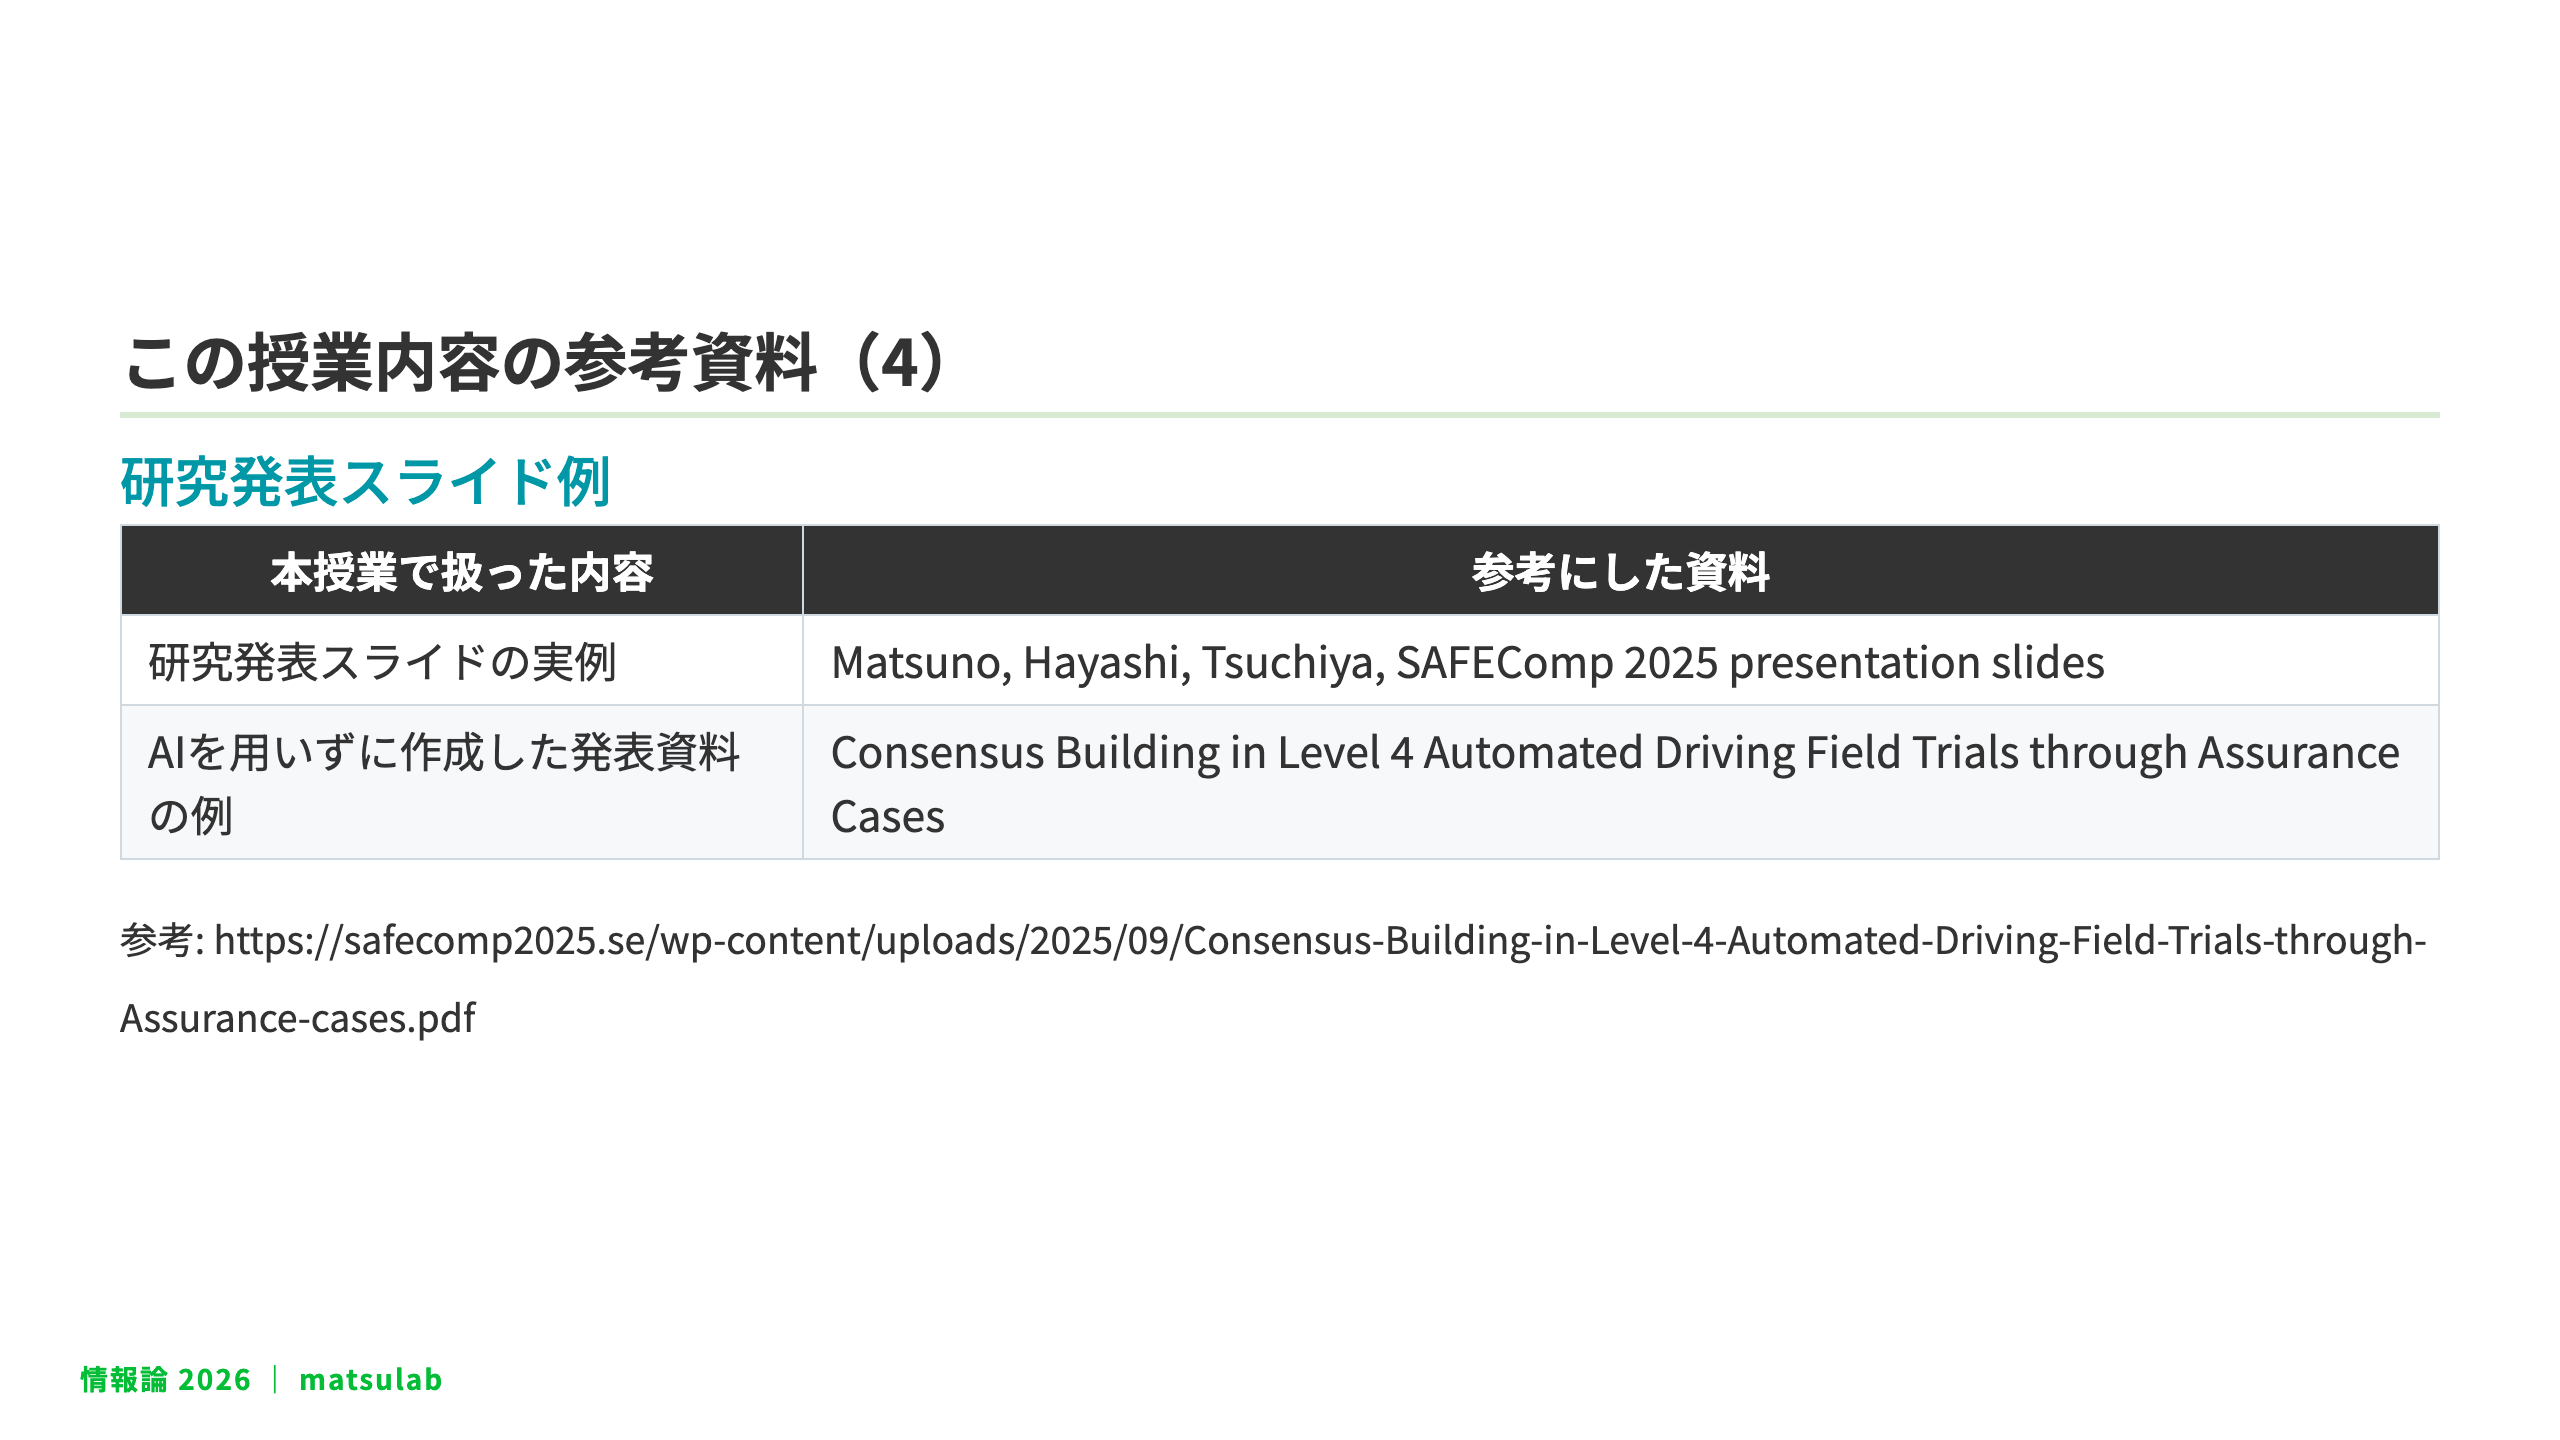 この授業内容の参考資料（4）
研究発表スライド例
本授業で扱った内容
参考にした資料
研究発表スライドの実例
Matsuno, Hayashi, Tsuchiya, SAFEComp 2025 presentation slides
AIを用いずに作成した発表資料
の例
Consensus Building in Level 4 Automated Driving Field Trials through Assurance
Cases
参考: https://safecomp2025.se/wp-content/uploads/2025/09/Consensus-Building-in-Level-4-Automated-Driving-Field-Trials-through-
Assurance-cases.pdf
情報論 2026 ｜ matsulab